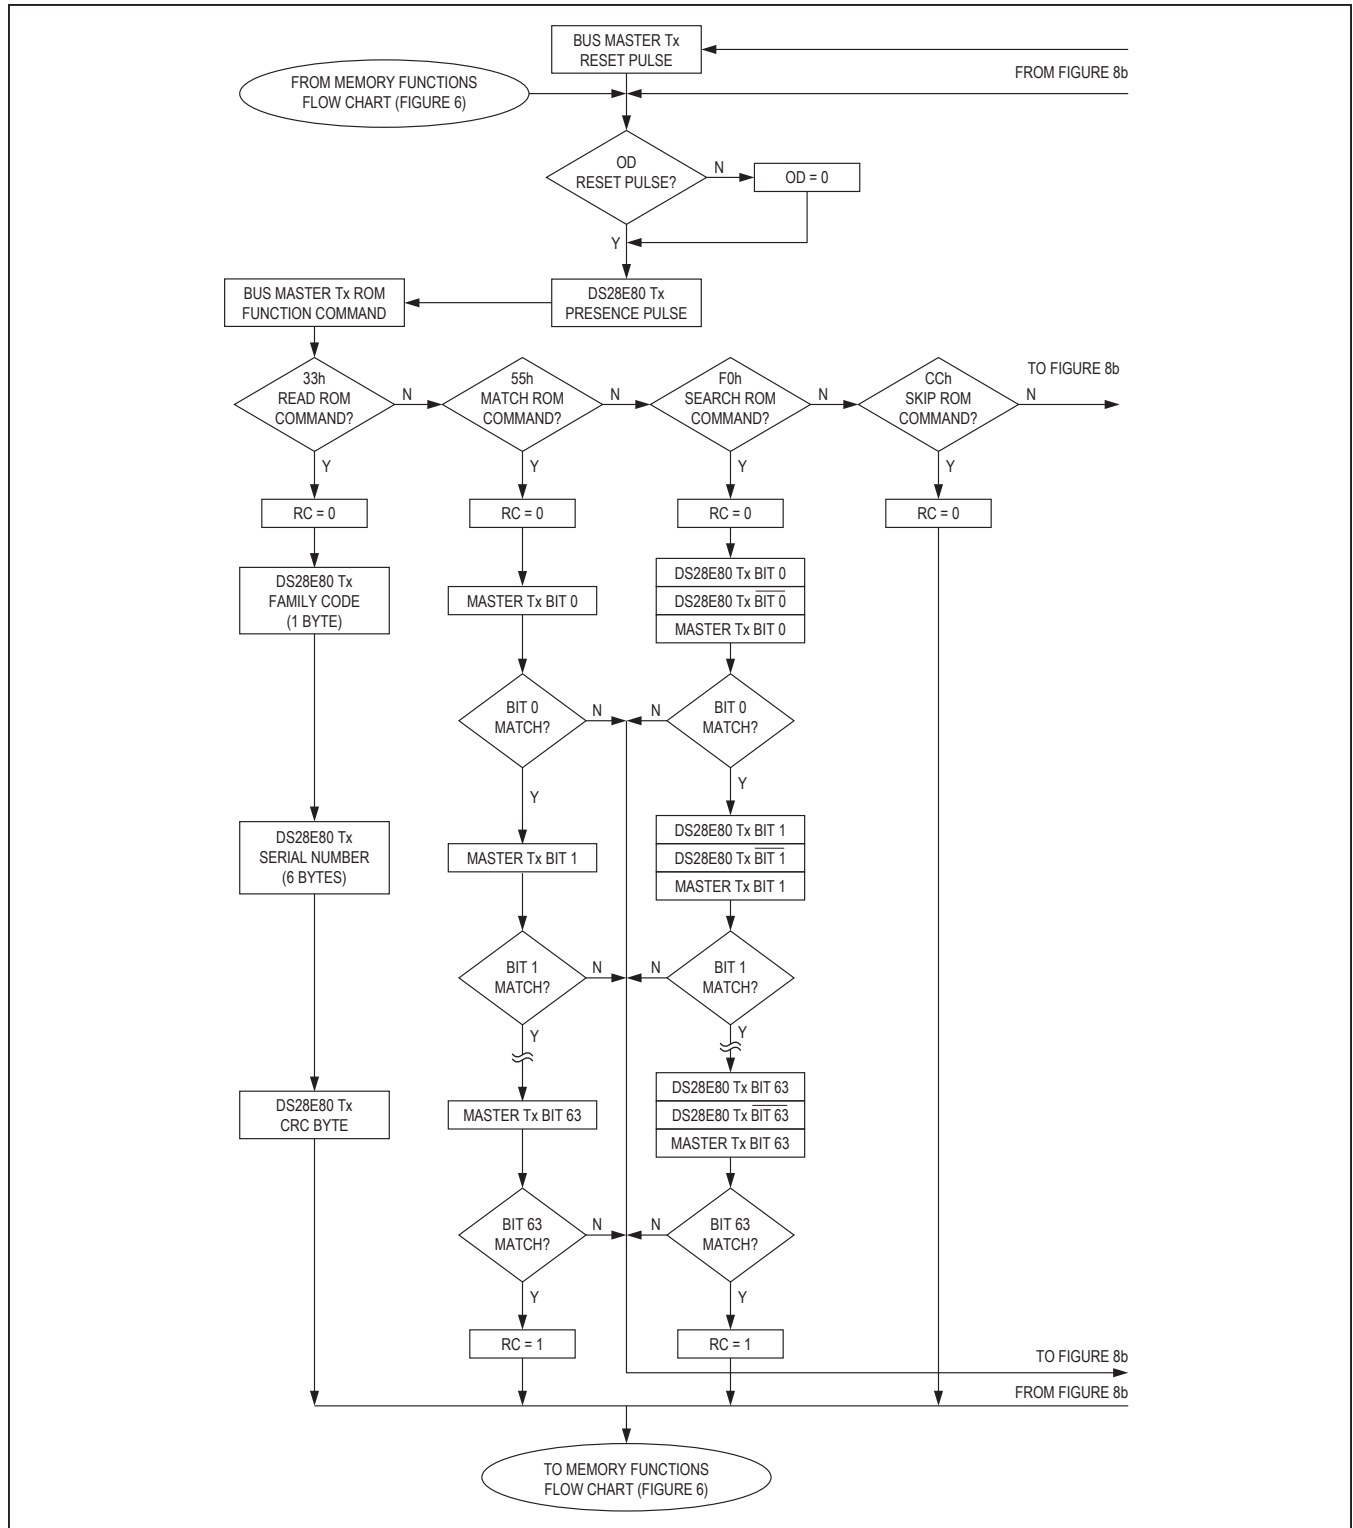 BUS MASTER Tx
RESET PULSE
FROM FIGURE 8b
FROM MEMORY FUNCTIONS
FLOW CHART (FIGURE 6)
OD
RESET PULSE?
N
OD = 0
Y
BUS MASTER Tx ROM
FUNCTION COMMAND
DS28E80 Tx
PRESENCE PULSE
33h
READ ROM
COMMAND?
N
55h
MATCH ROM
COMMAND?
N
F0h
SEARCH ROM
COMMAND?
N
CCh
SKIP ROM
COMMAND?
N
TO FIGURE 8b
Y
Y
Y
Y
RC = 0
RC = 0
RC = 0
RC = 0
DS28E80 Tx
FAMILY CODE
(1 BYTE)
MASTER Tx BIT 0
DS28E80 Tx BIT 0
DS28E80 Tx B̅I̅T̅ ̅0̅
MASTER Tx BIT 0
BIT 0
MATCH?
N
N
BIT 0
MATCH?
Y
Y
DS28E80 Tx
SERIAL NUMBER
(6 BYTES)
MASTER Tx BIT 1
DS28E80 Tx BIT 1
DS28E80 Tx B̅I̅T̅ ̅1̅
MASTER Tx BIT 1
BIT 1
MATCH?
N
N
BIT 1
MATCH?
Y
Y
DS28E80 Tx
CRC BYTE
MASTER Tx BIT 63
DS28E80 Tx BIT 63
DS28E80 Tx B̅I̅T̅ ̅6̅3̅
MASTER Tx BIT 63
BIT 63
MATCH?
N
N
BIT 63
MATCH?
Y
Y
RC = 1
RC = 1
TO FIGURE 8b
FROM FIGURE 8b
TO MEMORY FUNCTIONS
FLOW CHART (FIGURE 6)